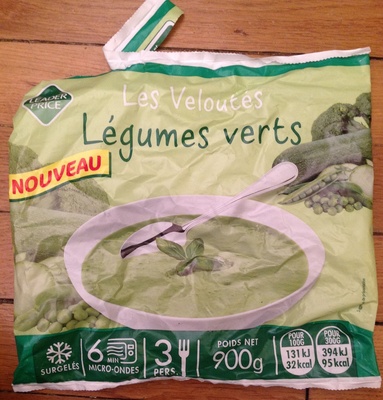 LEADER
PRICE
Les Veloutés
Légumes verts
NOUVEAU
SURGELÉS
6 MIN
MICRO-ONDES
3
PERS.
POIDS NET
900g
POUR
100G
131 kJ
32 kcal
POUR
300G
394 kJ
95 kcal